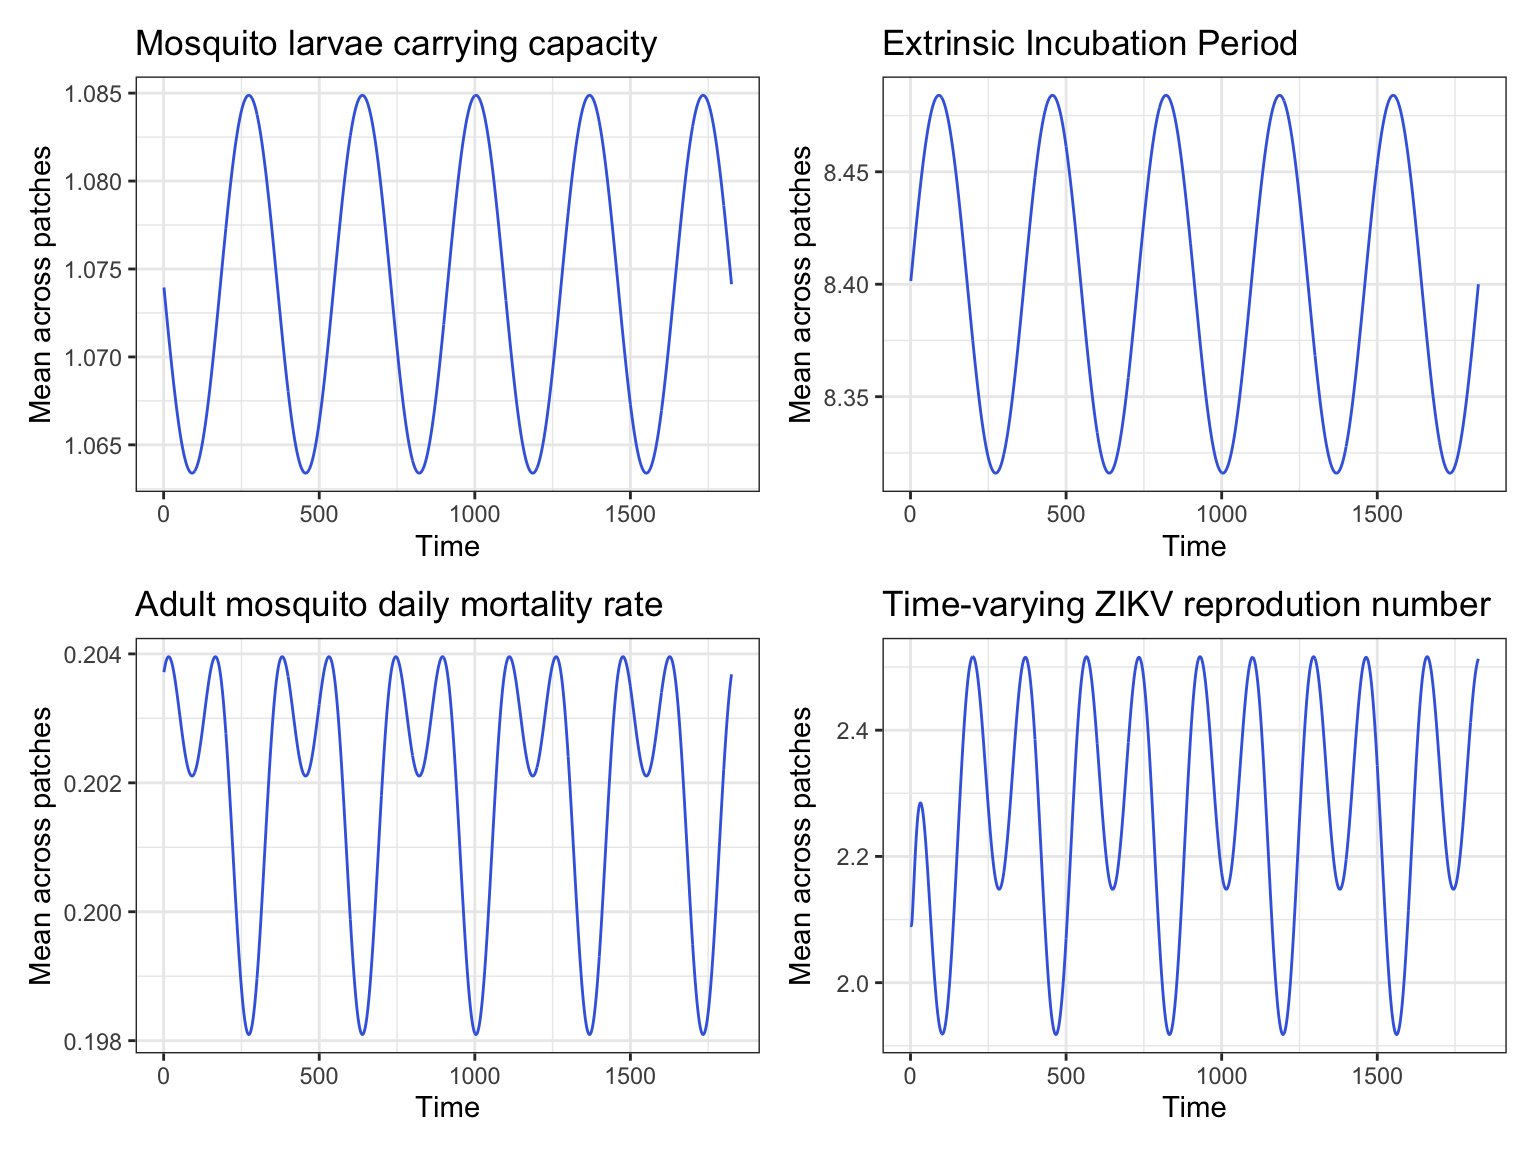 Mosquito larvae carrying capacity
Mean across patches
1.085
1.080
1.075
1.070
1.065
0 500 1000 1500
Time
Extrinsic Incubation Period
Mean across patches
8.45
8.40
8.35
0 500 1000 1500
Time
Adult mosquito daily mortality rate
Mean across patches
0.204
0.202
0.200
0.198
0 500 1000 1500
Time
Time-varying ZIKV reprodution number
Mean across patches
2.4
2.2
2.0
0 500 1000 1500
Time